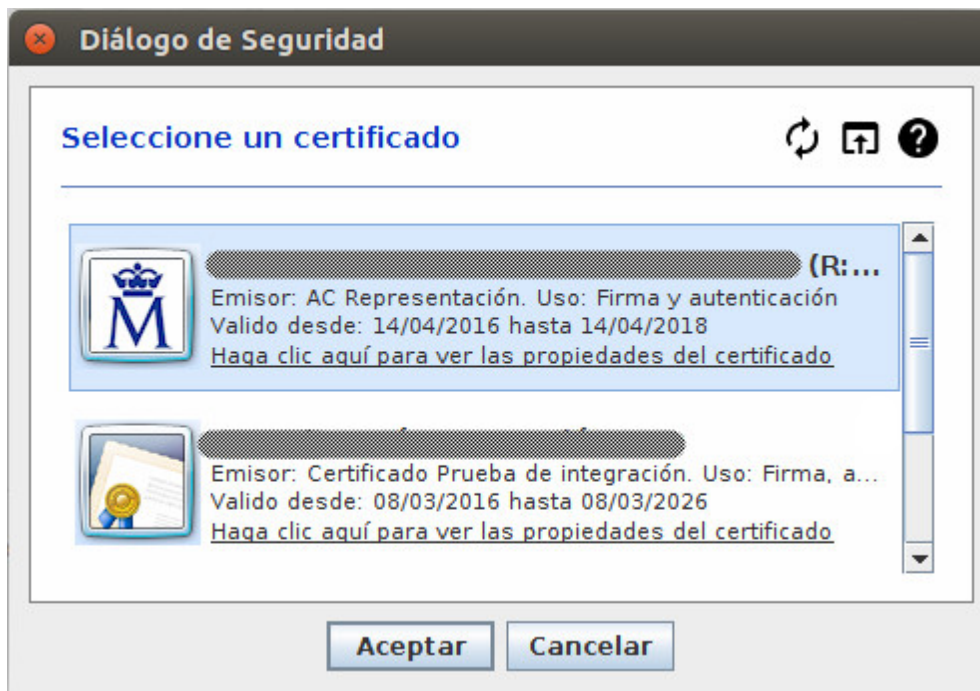 Diálogo de Seguridad
Seleccione un certificado
(R:...
Emisor: AC Representación. Uso: Firma y autenticación
Valido desde: 14/04/2016 hasta 14/04/2018
Haga clic aquí para ver las propiedades del certificado
Emisor: Certificado Prueba de integración. Uso: Firma, a...
Valido desde: 08/03/2016 hasta 08/03/2026
Haga clic aquí para ver las propiedades del certificado
Aceptar Cancelar